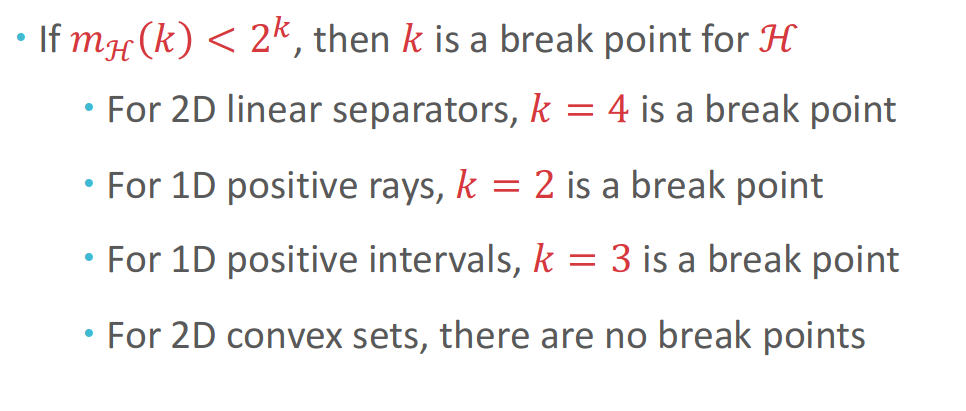 • If $m_{\mathcal{H}}(k) < 2^k$, then $k$ is a break point for $\mathcal{H}$
• For 2D linear separators, $k = 4$ is a break point
• For 1D positive rays, $k = 2$ is a break point
• For 1D positive intervals, $k = 3$ is a break point
• For 2D convex sets, there are no break points